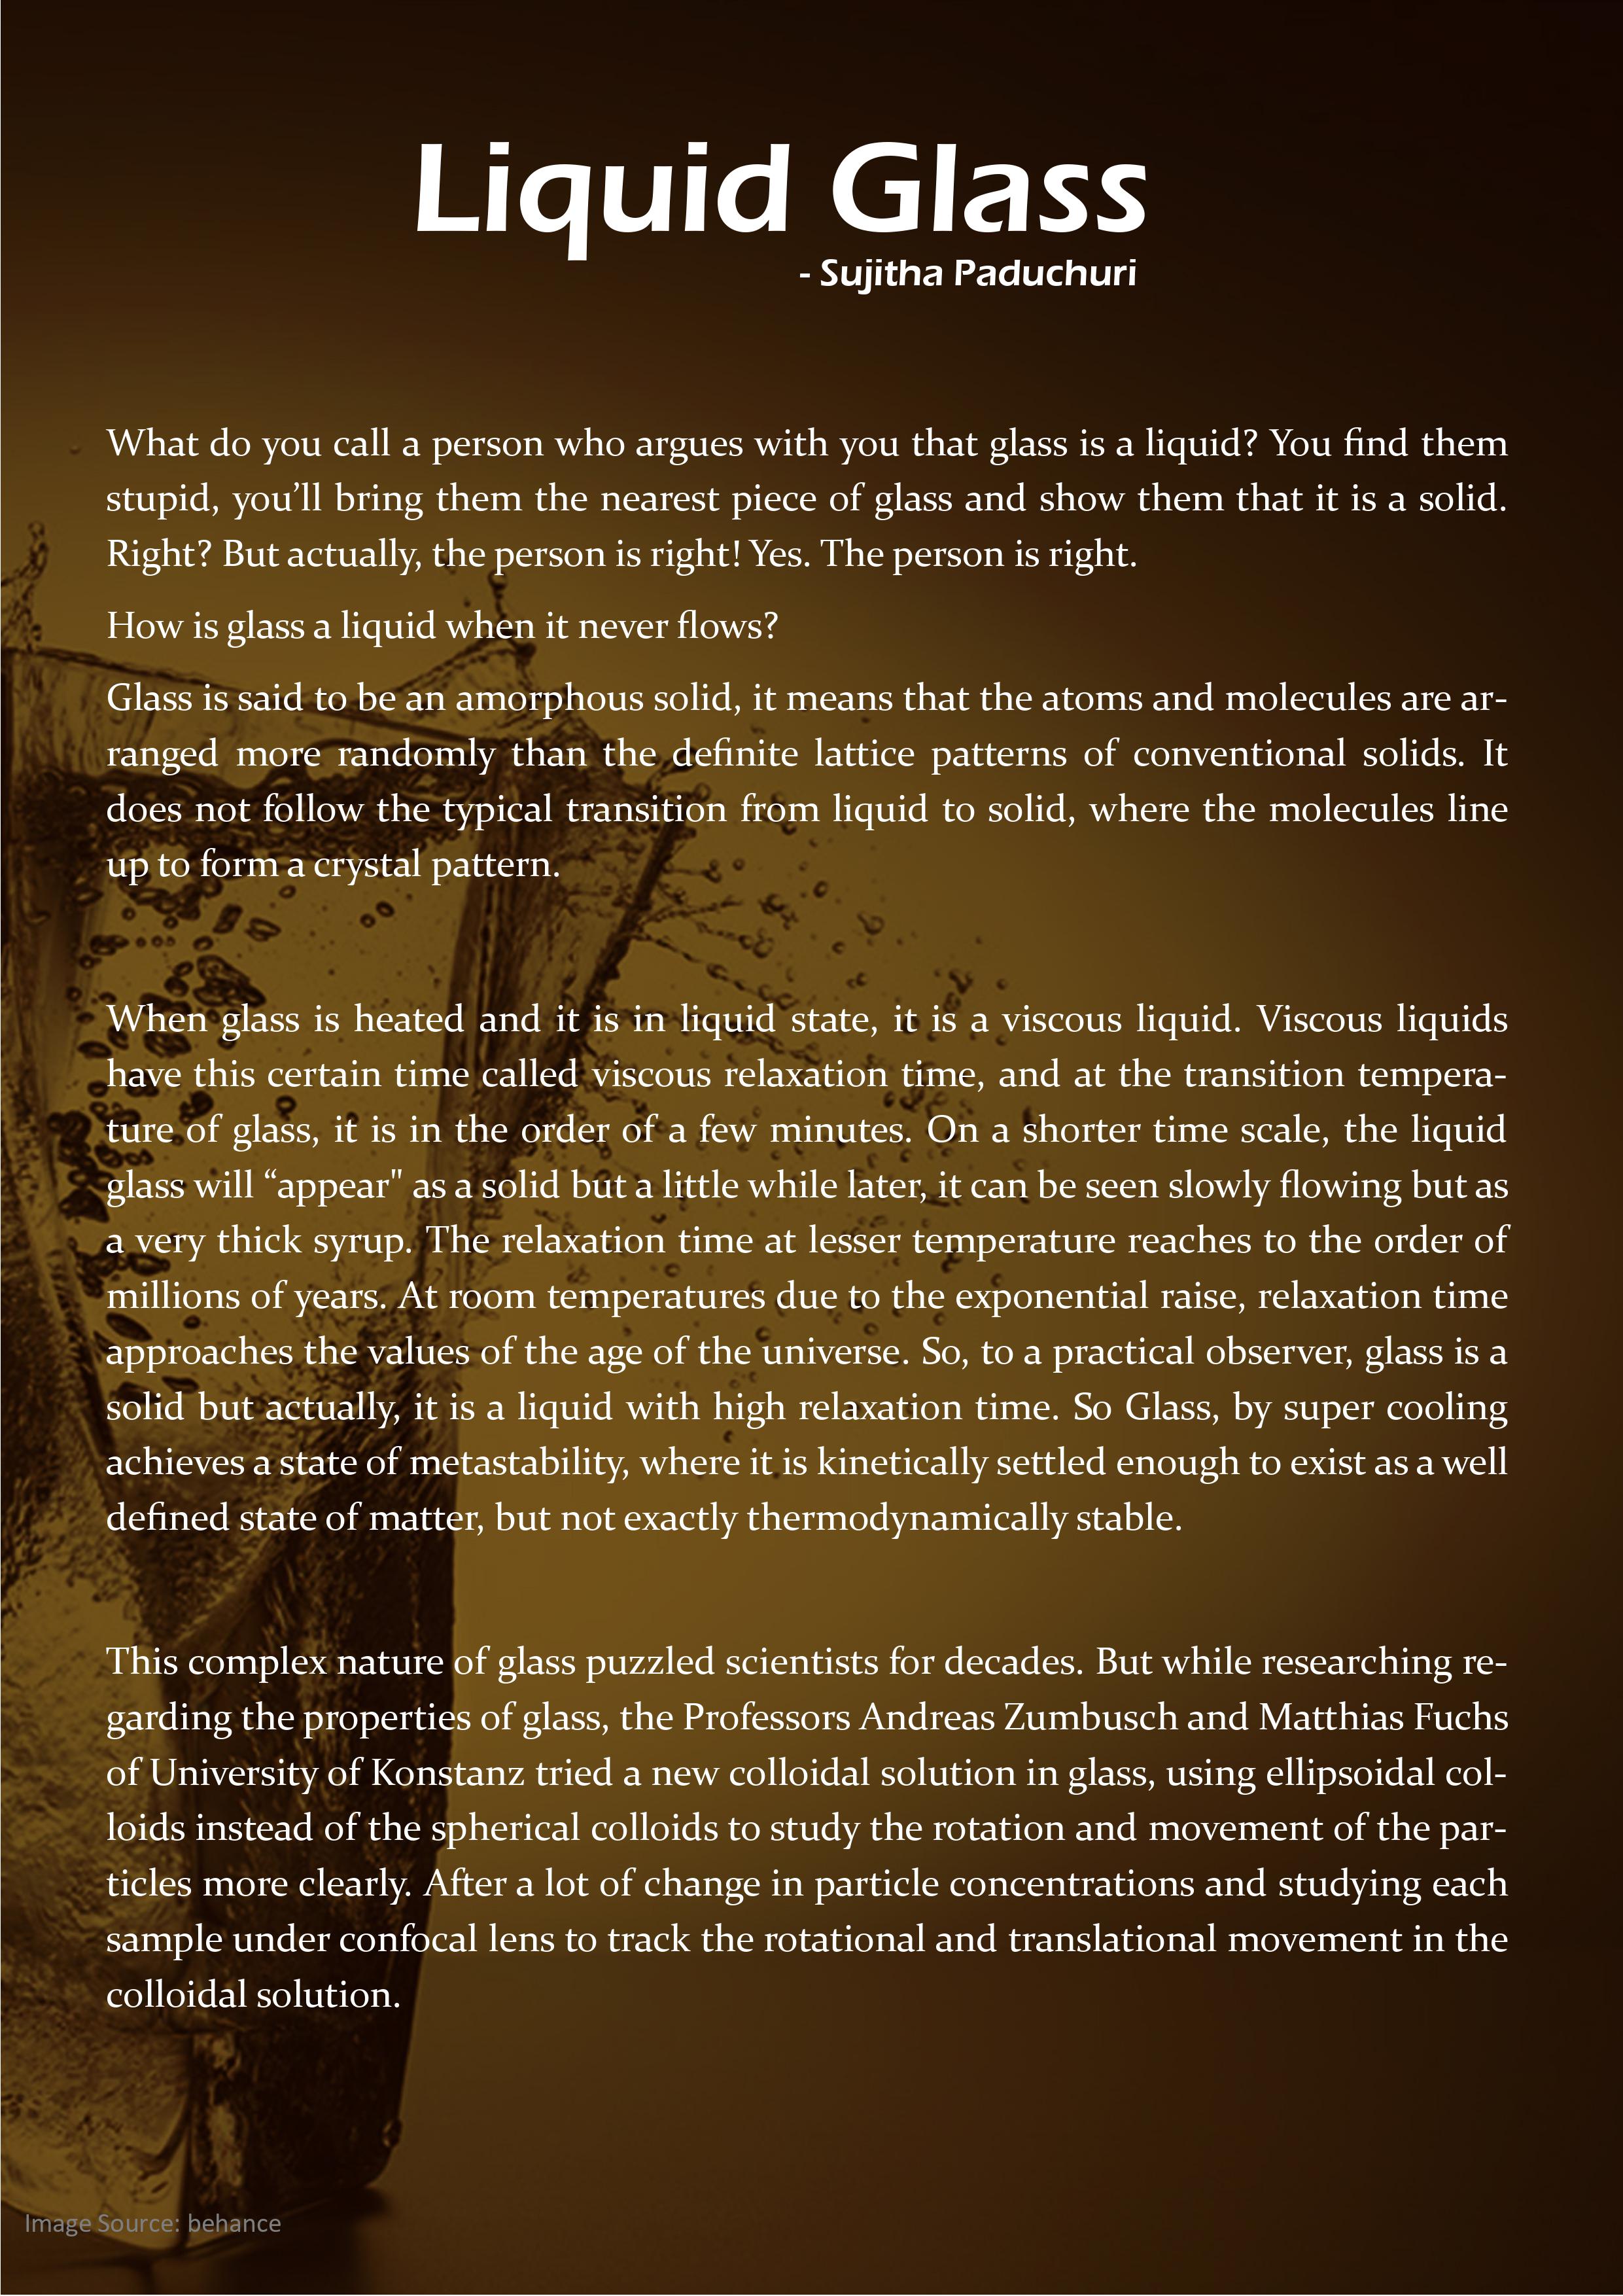 Liquid Glass
- Sujitha Paduchuri
What do you call a person who argues with you that glass is a liquid? You find them
stupid, you’ll bring them the nearest piece of glass and show them that it is a solid.
Right? But actually, the person is right! Yes. The person is right.
How is glass a liquid when it never flows?
Glass is said to be an amorphous solid, it means that the atoms and molecules are ar-
ranged more randomly than the definite lattice patterns of conventional solids. It
does not follow the typical transition from liquid to solid, where the molecules line
up to form a crystal pattern.
When glass is heated and it is in liquid state, it is a viscous liquid. Viscous liquids
have this certain time called viscous relaxation time, and at the transition tempera-
ture of glass, it is in the order of a few minutes. On a shorter time scale, the liquid
glass will “appear" as a solid but a little while later, it can be seen slowly flowing but as
a very thick syrup. The relaxation time at lesser temperature reaches to the order of
millions of years. At room temperatures due to the exponential raise, relaxation time
approaches the values of the age of the universe. So, to a practical observer, glass is a
solid but actually, it is a liquid with high relaxation time. So Glass, by super cooling
achieves a state of metastability, where it is kinetically settled enough to exist as a well
defined state of matter, but not exactly thermodynamically stable.
This complex nature of glass puzzled scientists for decades. But while researching re-
garding the properties of glass, the Professors Andreas Zumbusch and Matthias Fuchs
of University of Konstanz tried a new colloidal solution in glass, using ellipsoidal col-
loids instead of the spherical colloids to study the rotation and movement of the par-
ticles more clearly. After a lot of change in particle concentrations and studying each
sample under confocal lens to track the rotational and translational movement in the
colloidal solution.
Image Source: behance